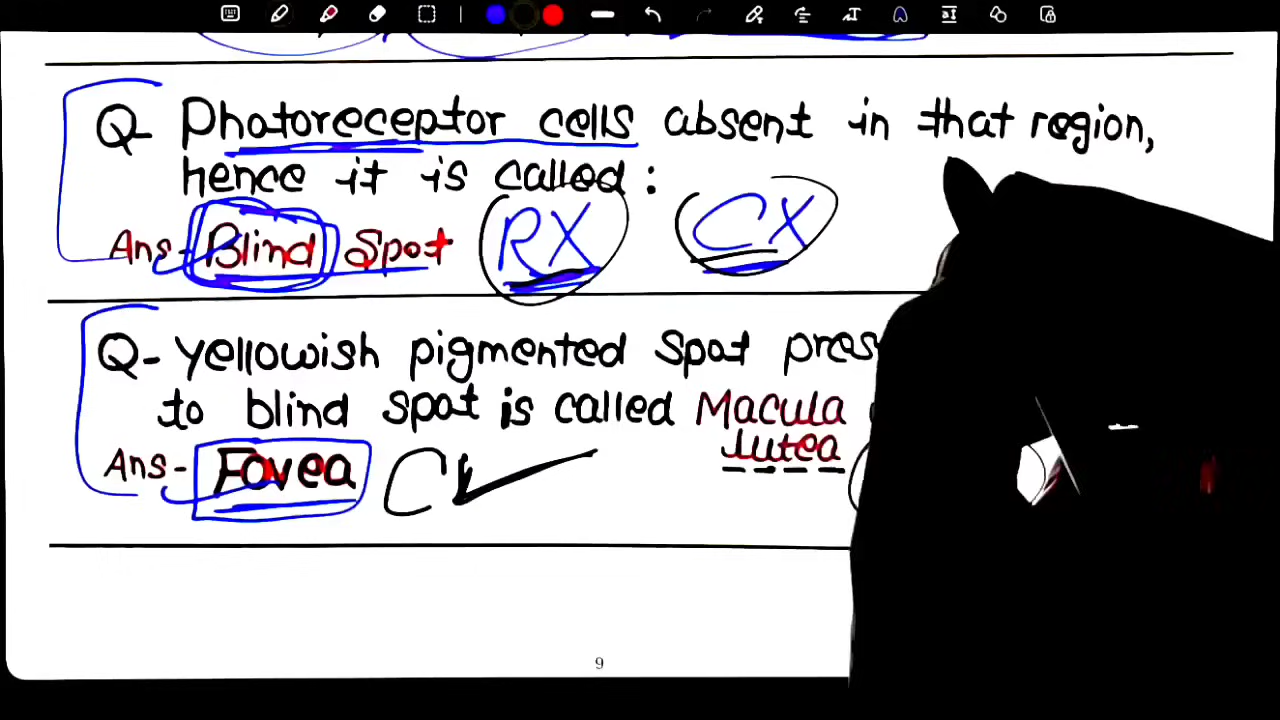 Q- Photoreceptor cells absent in that region,
hence it is called :
Ans- Blind Spot RX CX
Q- Yellowish pigmented spot
to blind spot is called Macula
lutea
Ans- Fovea C✓
9